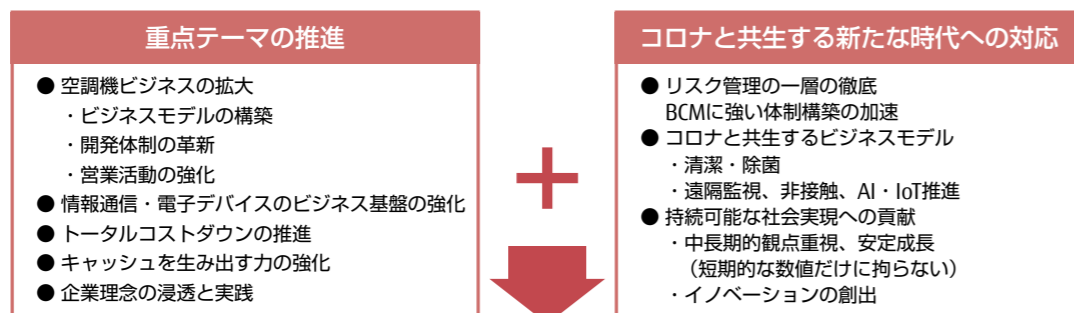 重点テーマの推進
● 空調機ビジネスの拡大
・ビジネスモデルの構築
・開発体制の革新
・営業活動の強化
● 情報通信・電子デバイスのビジネス基盤の強化
● トータルコストダウンの推進
● キャッシュを生み出す力の強化
● 企業理念の浸透と実践
+
コロナと共生する新たな時代への対応
● リスク管理の一層の徹底
BCMに強い体制構築の加速
● コロナと共生するビジネスモデル
・清潔・除菌
・遠隔監視、非接触、AI・IoT推進
● 持続可能な社会実現への貢献
・中長期的観点重視、安定成長
（短期的な数値だけに拘らない）
・イノベーションの創出